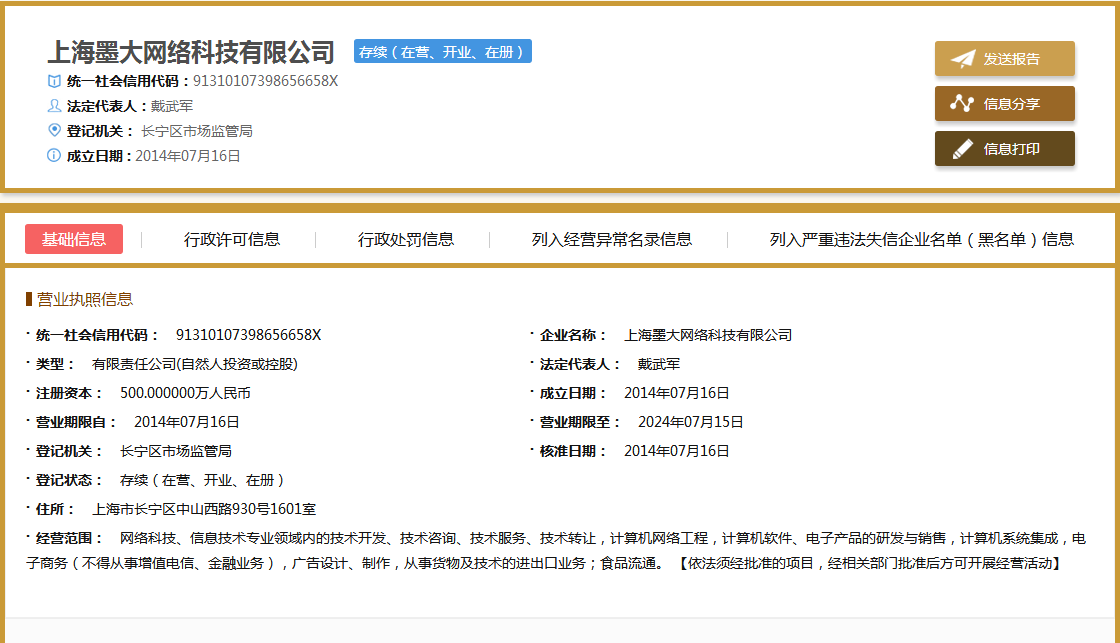 上海墨大网络科技有限公司 存续（在营、开业、在册）
统一社会信用代码：91310107398656658X
法定代表人：戴武军
登记机关： 长宁区市场监管局
成立日期：2014年07月16日
发送报告
信息分享
信息打印
基础信息 行政许可信息 行政处罚信息 列入经营异常名录信息 列入严重违法失信企业名单（黑名单）信息
营业执照信息
· 统一社会信用代码： 91310107398656658X · 企业名称： 上海墨大网络科技有限公司
· 类型： 有限责任公司(自然人投资或控股) · 法定代表人： 戴武军
· 注册资本： 500.000000万人民币 · 成立日期： 2014年07月16日
· 营业期限自： 2014年07月16日 · 营业期限至： 2024年07月15日
· 登记机关： 长宁区市场监管局 · 核准日期： 2014年07月16日
· 登记状态： 存续（在营、开业、在册）
· 住所： 上海市长宁区中山西路930号1601室
· 经营范围： 网络科技、信息技术专业领域内的技术开发、技术咨询、技术服务、技术转让，计算机网络工程，计算机软件、电子产品的研发与销售，计算机系统集成，电
子商务（不得从事增值电信、金融业务），广告设计、制作，从事货物及技术的进出口业务；食品流通。 【依法须经批准的项目，经相关部门批准后方可开展经营活动】